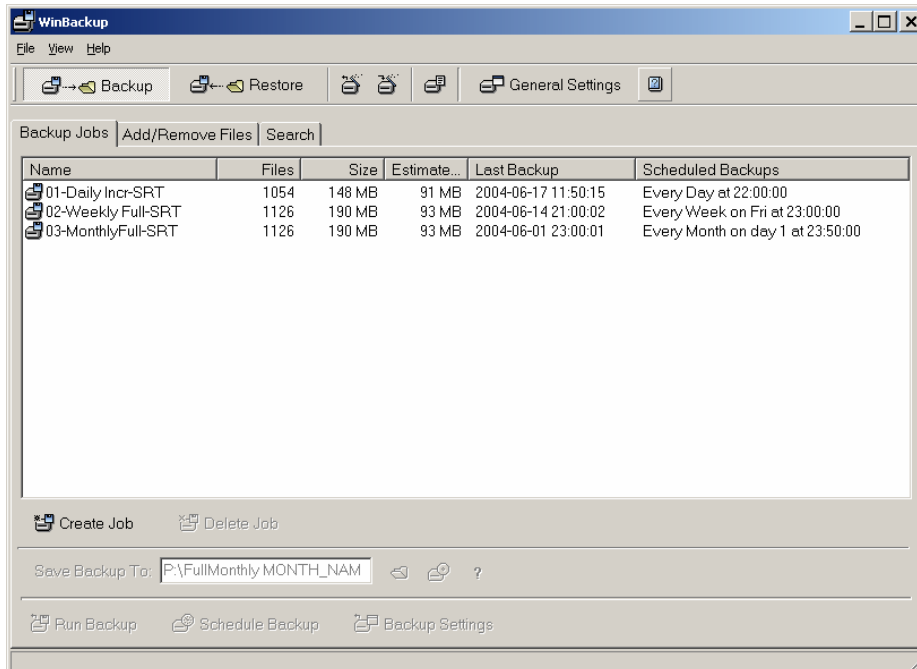 WinBackup
File View Help
Backup Restore General Settings
Backup Jobs Add/Remove Files Search
Name Files Size Estimate... Last Backup Scheduled Backups
01-Daily Incr-SRT 1054 148 MB 91 MB 2004-06-17 11:50:15 Every Day at 22:00:00
02-Weekly Full-SRT 1126 190 MB 93 MB 2004-06-14 21:00:02 Every Week on Fri at 23:00:00
03-MonthlyFull-SRT 1126 190 MB 93 MB 2004-06-01 23:00:01 Every Month on day 1 at 23:50:00
Create Job Delete Job
Save Backup To: P:\FullMonthly MONTH_NAM ?
Run Backup Schedule Backup Backup Settings